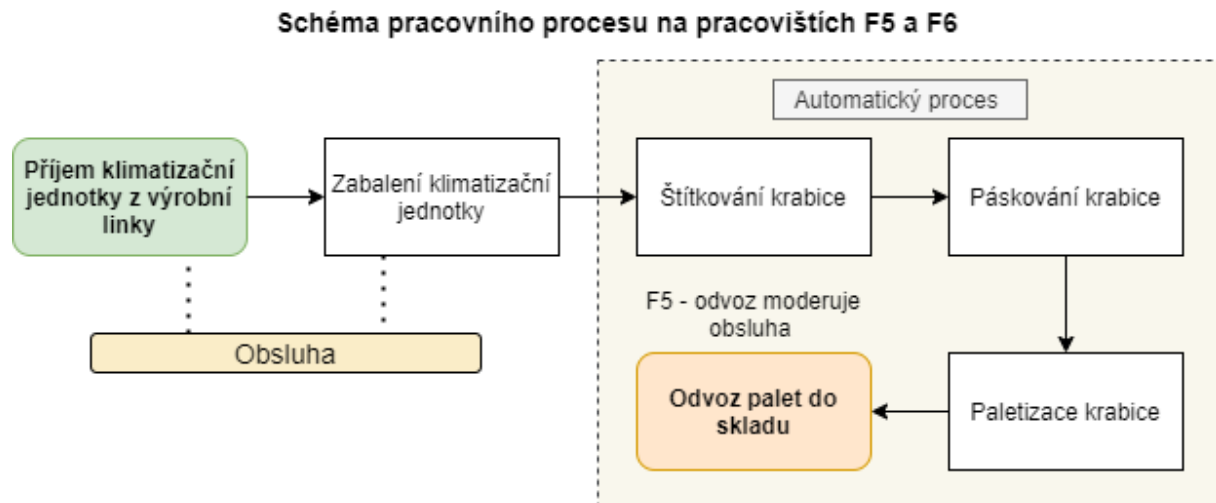 Schéma pracovního procesu na pracovištích F5 a F6
Automatický proces
Příjem klimatizační
jednotky z výrobní
linky
Zabalení klimatizační
jednotky
Štítkování krabice
Páskování krabice
Obsluha
F5 - odvoz moderuje
obsluha
Odvoz palet do
skladu
Paletizace krabice